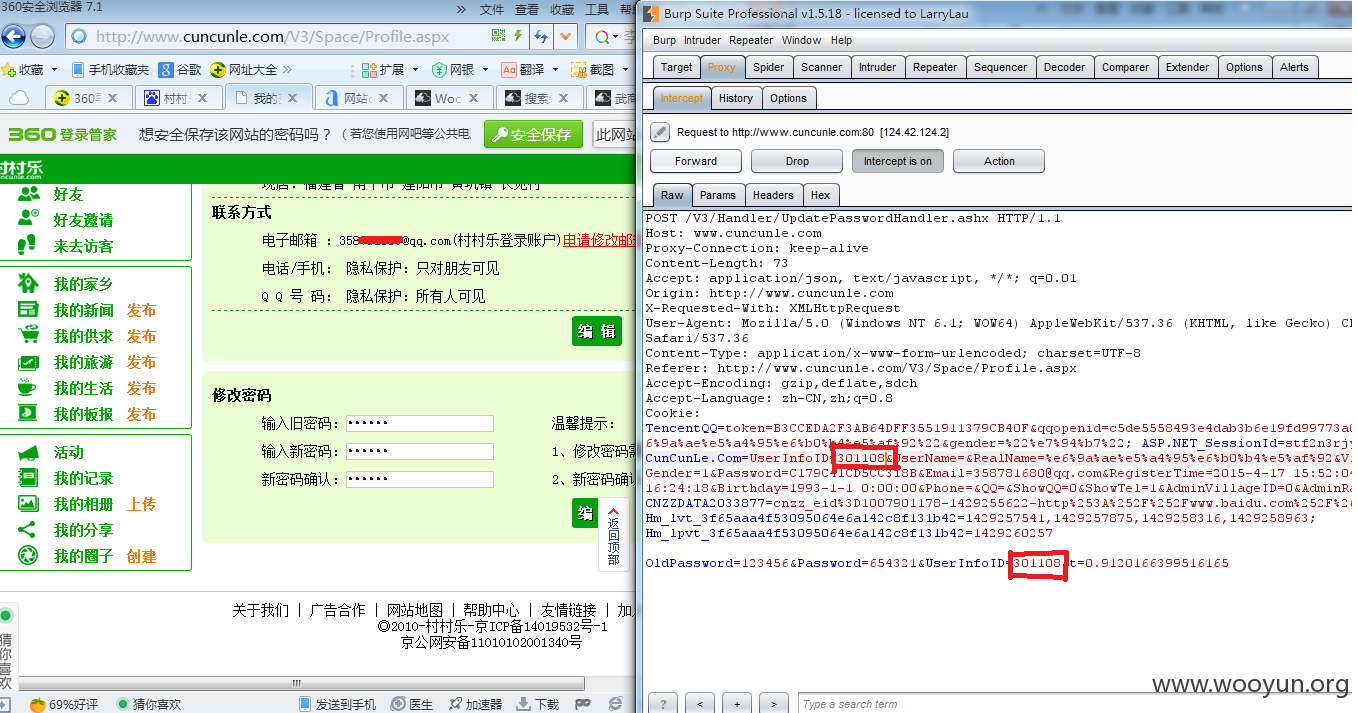 360安全浏览器 7.1
» 文件 查看 收藏 工具 帮
http://www.cuncunle.com/V3/Space/Profile.aspx
收藏 手机收藏夹 谷歌 网址大全 » 扩展 网银 翻译 截图
360 村村 我的 网站 Woo 搜索 武商
360 登录管家 想安全保存该网站的密码吗？（若您使用网吧等公共电 安全保存 此网站
村村乐
cuncunle.com
好友
好友邀请
来去访客
我的家乡
我的新闻 发布
我的供求 发布
我的旅游 发布
我的生活 发布
我的板报 发布
活动
我的记录
我的相册 上传
我的分享
我的圈子 创建
联系方式
电子邮箱 ：358 @qq.com(村村乐登录账户)申请修改邮
电话/手机： 隐私保护：只对朋友可见
Q Q 号 码： 隐私保护：所有人可见
编 辑
修改密码
输入旧密码：••••••
输入新密码：••••••
新密码确认：••••••
温馨提示：
1、修改密码需
2、新密码确认
编
返回顶部
关于我们 | 广告合作 | 网站地图 | 帮助中心 | 友情链接 | 加
©2010-村村乐-京ICP备14019532号-1
京公网安备11010102001340号
猜你喜欢
69%好评 猜你喜欢 发送到手机 医生 加速器 下载
Burp Suite Professional v1.5.18 - licensed to LarryLau
Burp Intruder Repeater Window Help
Target Proxy Spider Scanner Intruder Repeater Sequencer Decoder Comparer Extender Options Alerts
Intercept History Options
Request to http://www.cuncunle.com:80 [124.42.124.2]
Forward Drop Intercept is on Action
Raw Params Headers Hex
POST /V3/Handler/UpdatePasswordHandler.ashx HTTP/1.1
Host: www.cuncunle.com
Proxy-Connection: keep-alive
Content-Length: 73
Accept: application/json, text/javascript, */*; q=0.01
Origin: http://www.cuncunle.com
X-Requested-With: XMLHttpRequest
User-Agent: Mozilla/5.0 (Windows NT 6.1; WOW64) AppleWebKit/537.36 (KHTML, like Gecko) C
Safari/537.36
Content-Type: application/x-www-form-urlencoded; charset=UTF-8
Referer: http://www.cuncunle.com/V3/Space/Profile.aspx
Accept-Encoding: gzip,deflate,sdch
Accept-Language: zh-CN,zh;q=0.8
Cookie:
TencentQQ=token=B3CCEDA2F3AB64DFF3551911379CB40F&qqopenid=c5de5558493e4dab3b6e19fd99773a0
6%9a%ae%e5%a4%95%e6%b0%b4%e5%af%92%22&gender=%22%e7%94%b7%22; ASP.NET_SessionId=stf2n3rjy
CunCunLe.Com=UserInfoID=301108&UserName=&RealName=%e6%9a%ae%e5%a4%95%e6%b0%b4%e5%af%92&V
Gender=1&Password=C179C41CD5CC318B&Email=358781680@qq.com&RegisterTime=2015-4-17 15:52:04
16:24:18&Birthday=1993-1-1 0:00:00&Phone=&QQ=&ShowQQ=0&ShowTel=1&AdminVillageID=0&AdminRa
CNZZDATA2033877=cnzz_eid%3D1007901178-1429255622-http%253A%252F%252Fwww.baidu.com%252F%2
Hm_lvt_3f65aaa4f53095064e6a142c8f131b42=1429257541,1429257875,1429258316,1429258963;
Hm_lpvt_3f65aaa4f53095064e6a142c8f131b42=1429260257
OldPassword=123456&Password=654321&UserInfoID=301108&t=0.9120166399516165
? < + > Type a search term
www.wooyun.org